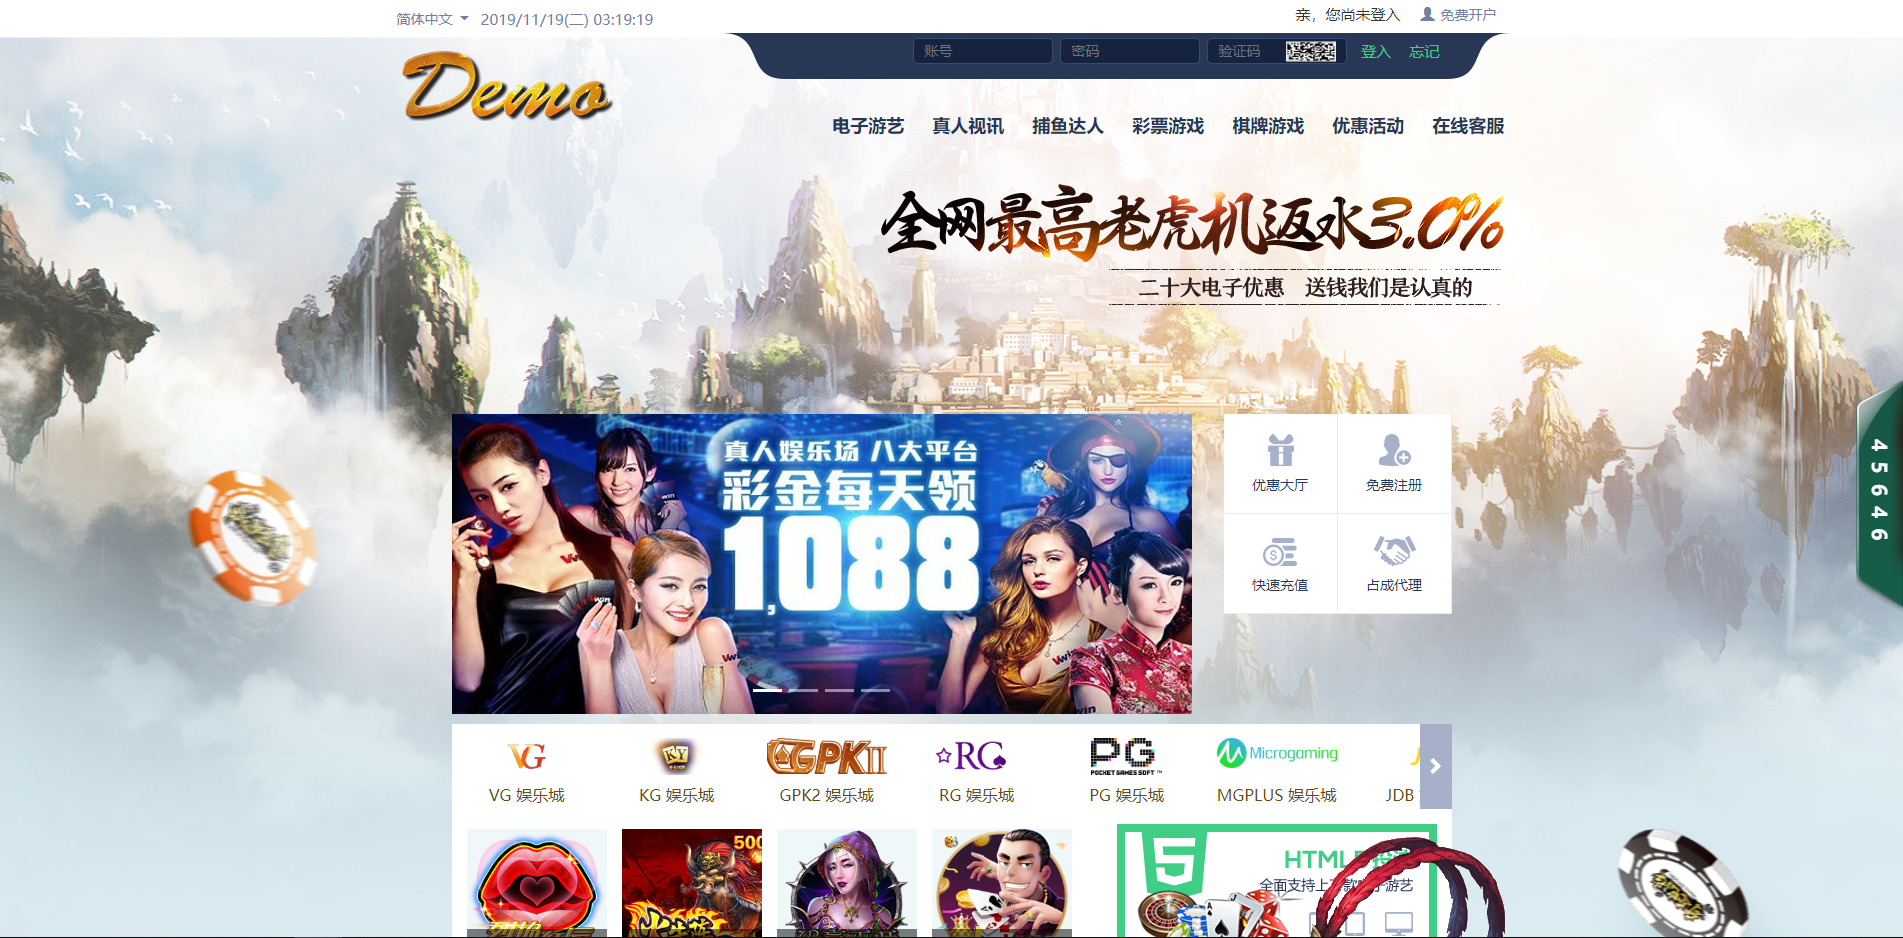 简体中文 2019/11/19(二) 03:19:19
亲，您尚未登入 免费开户
账号 密码 验证码 登入 忘记
Demo
电子游艺 真人视讯 捕鱼达人 彩票游戏 棋牌游戏 优惠活动 在线客服
全网最高老虎机返水3.0%
二十大电子优惠 送钱我们是认真的
真人娱乐场 八大平台
彩金每天领
1,088
优惠大厅 免费注册
快速充值 占成代理
456446
VG KY GPKII RG PG Microgaming J
POCKET GAMES SOFT™
VG 娱乐城 KG 娱乐城 GPK2 娱乐城 RG 娱乐城 PG 娱乐城 MGPLUS 娱乐城 JDB
500
5
HTML
全面支持上
游艺